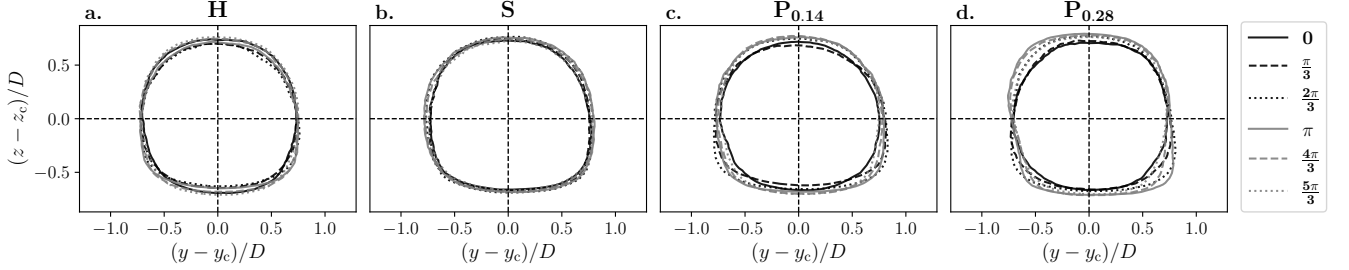 a. H
b. S
c. P0.14
d. P0.28
(z − zc)/D
0.5
0.0
−0.5
−1.0 −0.5 0.0 0.5 1.0
−1.0 −0.5 0.0 0.5 1.0
−1.0 −0.5 0.0 0.5 1.0
−1.0 −0.5 0.0 0.5 1.0
(y − yc)/D
(y − yc)/D
(y − yc)/D
(y − yc)/D
0
π/3
2π/3
π
4π/3
5π/3